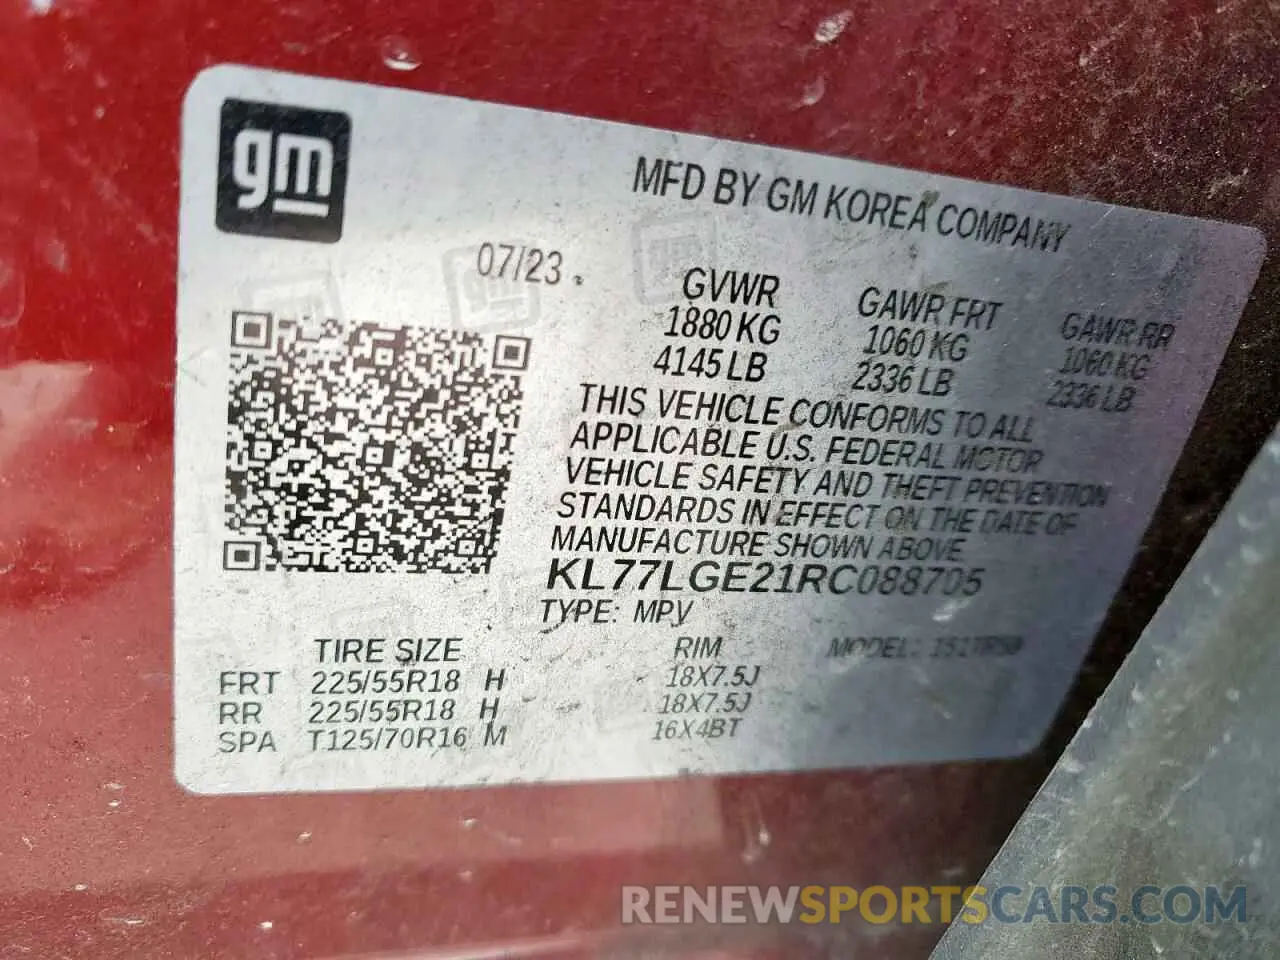 gm
MFD BY GM KOREA COMPANY
07/23
GVWR GAWR FRT GAWR RR
1880 KG 1060 KG 1060 KG
4145 LB 2336 LB 2336 LB
THIS VEHICLE CONFORMS TO ALL
APPLICABLE U.S. FEDERAL MOTOR
VEHICLE SAFETY AND THEFT PREVENTION
STANDARDS IN EFFECT ON THE DATE OF
MANUFACTURE SHOWN ABOVE
KL77LGE21RC088705
TYPE: MPV
TIRE SIZE RIM MODEL:
FRT 225/55R18 H 18X7.5J
RR 225/55R18 H 18X7.5J
SPA T125/70R16 M 16X4BT
RENEWSPORTSCARS.COM